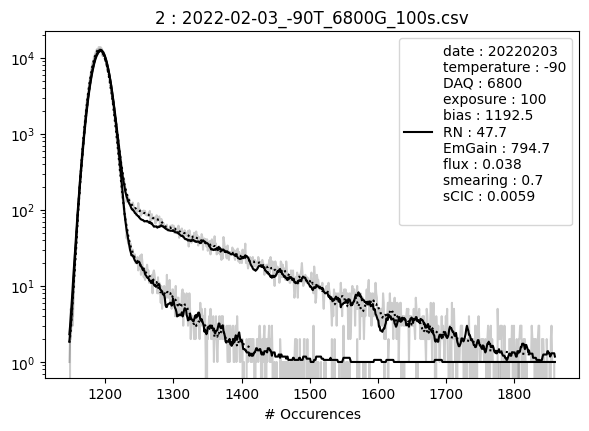 2 : 2022-02-03_-90T_6800G_100s.csv
10^4
10^3
10^2
10^1
10^0
date : 20220203
temperature : -90
DAQ : 6800
exposure : 100
bias : 1192.5
RN : 47.7
EmGain : 794.7
flux : 0.038
smearing : 0.7
sCIC : 0.0059
1200 1300 1400 1500 1600 1700 1800
# Occurences